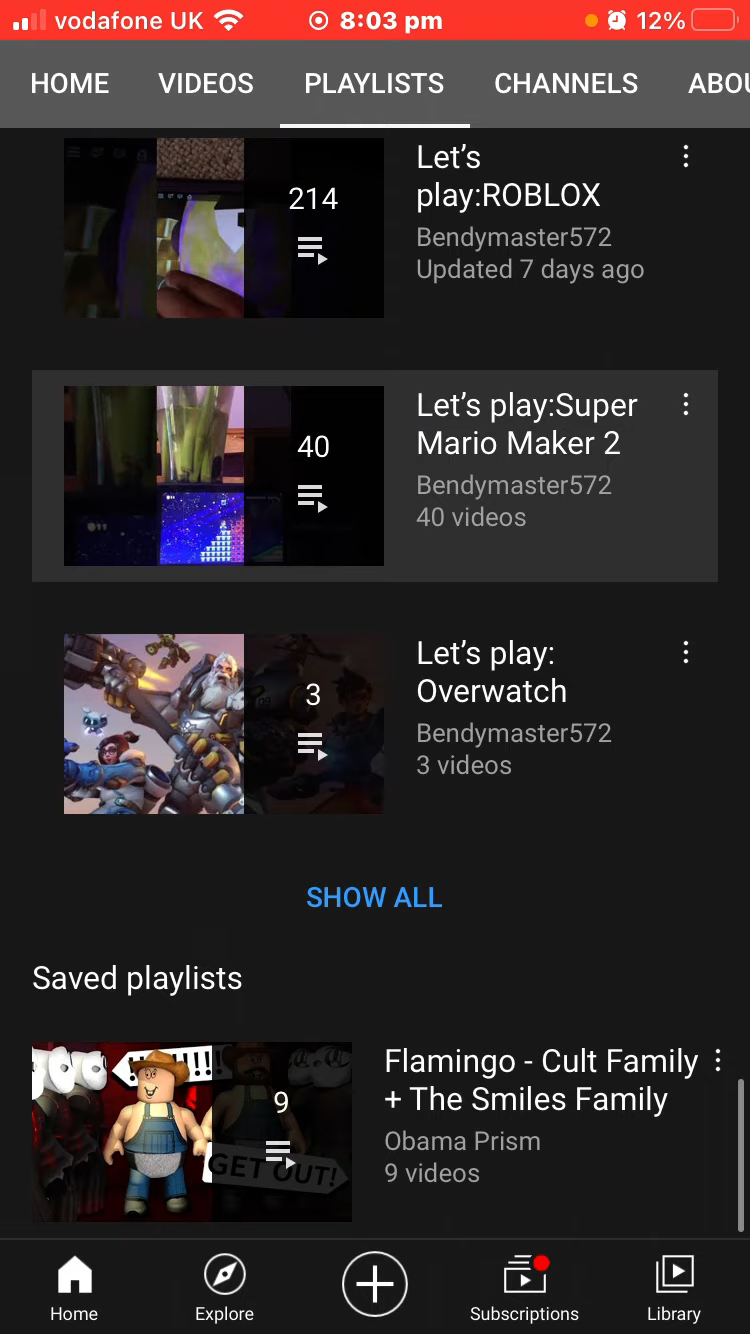 vodafone UK 8:03 pm 12%
HOME VIDEOS PLAYLISTS CHANNELS ABOU
214
Let's
play:ROBLOX
Bendymaster572
Updated 7 days ago
40
Let's play:Super
Mario Maker 2
Bendymaster572
40 videos
3
Let's play:
Overwatch
Bendymaster572
3 videos
SHOW ALL
Saved playlists
!!!!
9
GET OUT!
Flamingo - Cult Family
+ The Smiles Family
Obama Prism
9 videos
Home Explore Subscriptions Library